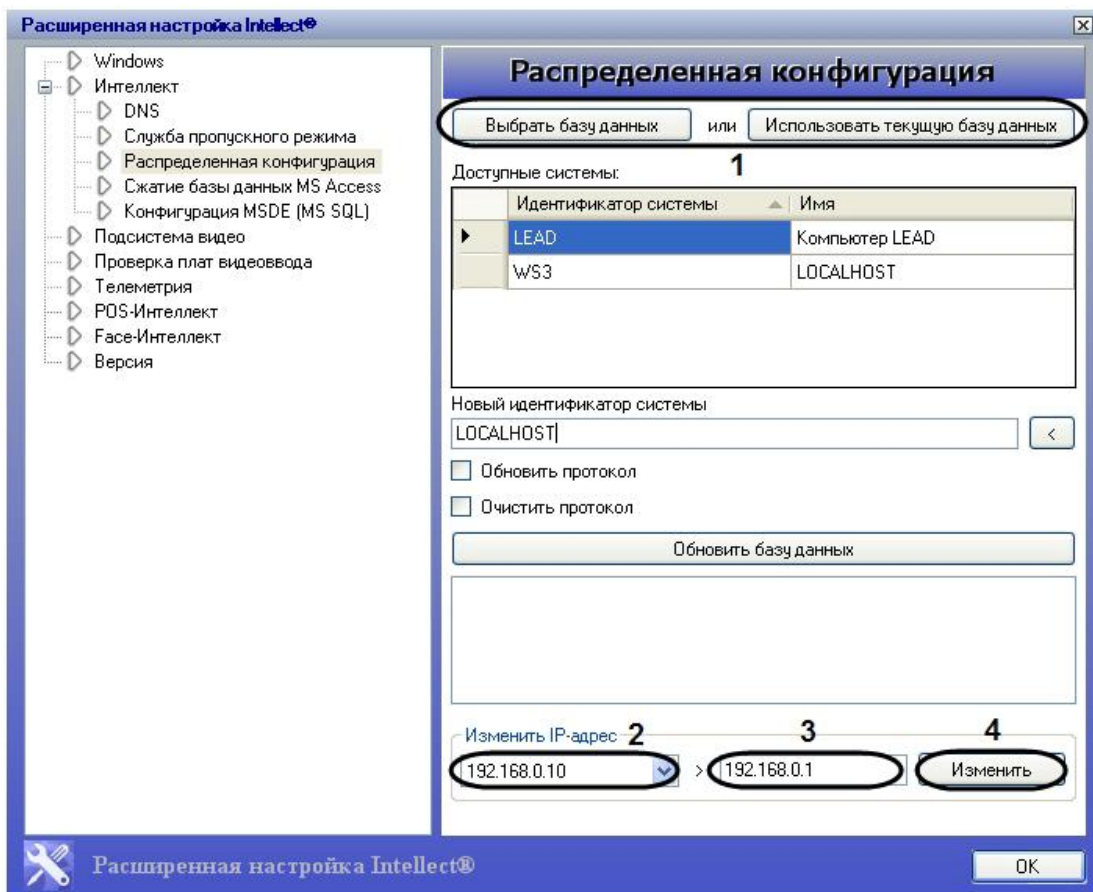 Расширенная настройка Intellect®
Windows
Интеллект
DNS
Служба пропускного режима
Распределенная конфигурация
Сжатие базы данных MS Access
Конфигурация MSDE (MS SQL)
Подсистема видео
Проверка плат видеоввода
Телеметрия
POS-Интеллект
Face-Интеллект
Версия
Распределенная конфигурация
Выбрать базу данных или Использовать текущую базу данных
1
Доступные системы:
Идентификатор системы Имя
LEAD Компьютер LEAD
WS3 LOCALHOST
Новый идентификатор системы
LOCALHOST <
Обновить протокол
Очистить протокол
Обновить базу данных
Изменить IP-адрес 2 3 4
192.168.0.10 > 192.168.0.1 Изменить
Расширенная настройка Intellect® OK